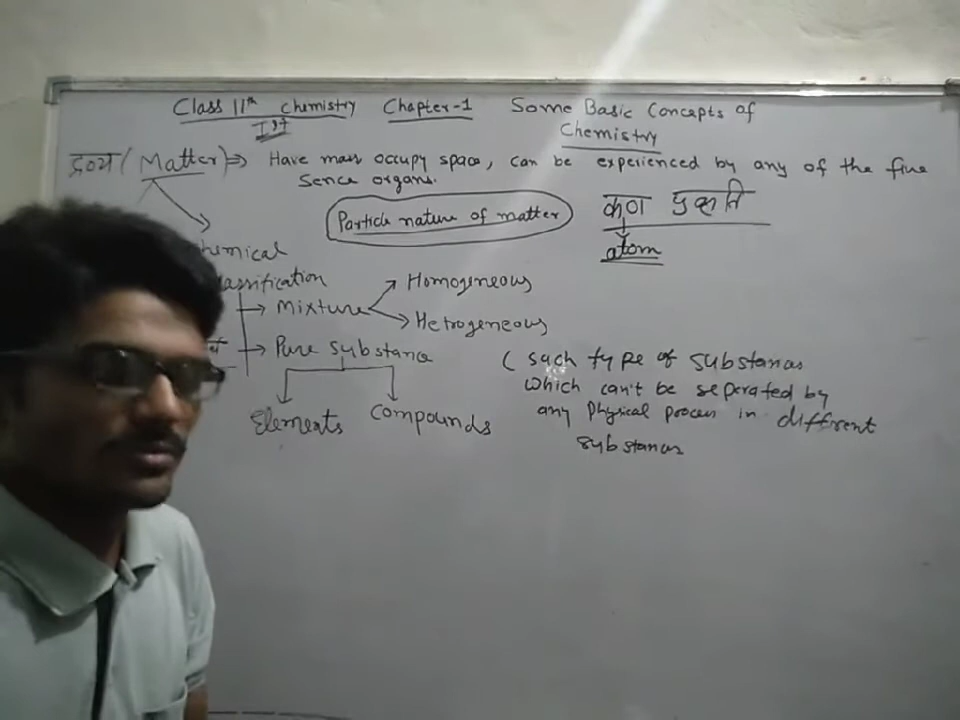 Class 11th Chemistry Chapter-1 Some Basic Concepts of
Ist Chemistry
द्रव्य (Matter) ⇒ Have mass occupy space, can be experienced by any of the five
Sence organs.
Particle nature of matter कण प्रकृति
atom
hemical
assification
→ Mixture → Homogeneous
→ Hetrogeneous
→ Pure substance
Elements Compounds
( such type of substances
which can't be seperated by
any Physical process in diffrent
substances